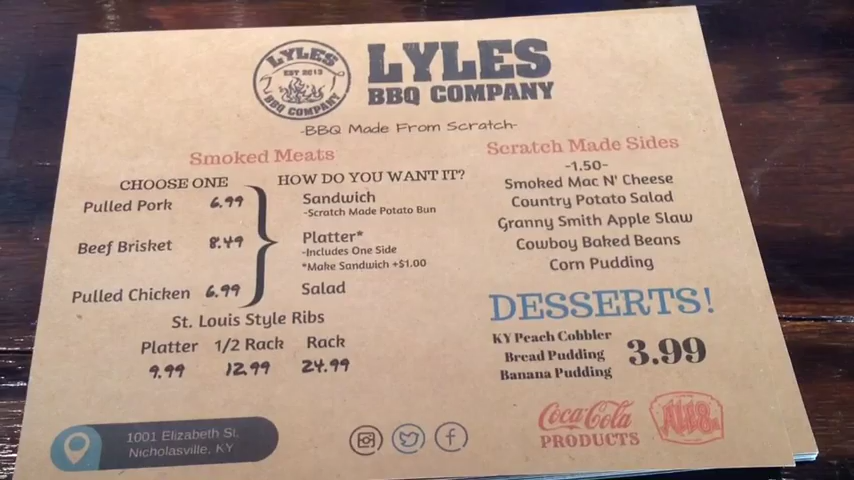 LYLES
EST 2013
BBQ COMPANY
LYLES
BBQ COMPANY
-BBQ Made From Scratch-
Smoked Meats
CHOOSE ONE
HOW DO YOU WANT IT?
Pulled Pork 6.99
Beef Brisket 8.49
Pulled Chicken 6.99
Sandwich
-Scratch Made Potato Bun
Platter*
-Includes One Side
*Make Sandwich +$1.00
Salad
St. Louis Style Ribs
Platter 1/2 Rack Rack
9.99 12.99 24.99
Scratch Made Sides
-1.50-
Smoked Mac N' Cheese
Country Potato Salad
Granny Smith Apple Slaw
Cowboy Baked Beans
Corn Pudding
DESSERTS!
KY Peach Cobbler
Bread Pudding
Banana Pudding
3.99
1001 Elizabeth St.
Nicholasville, KY
Coca-Cola
PRODUCTS
ALE8